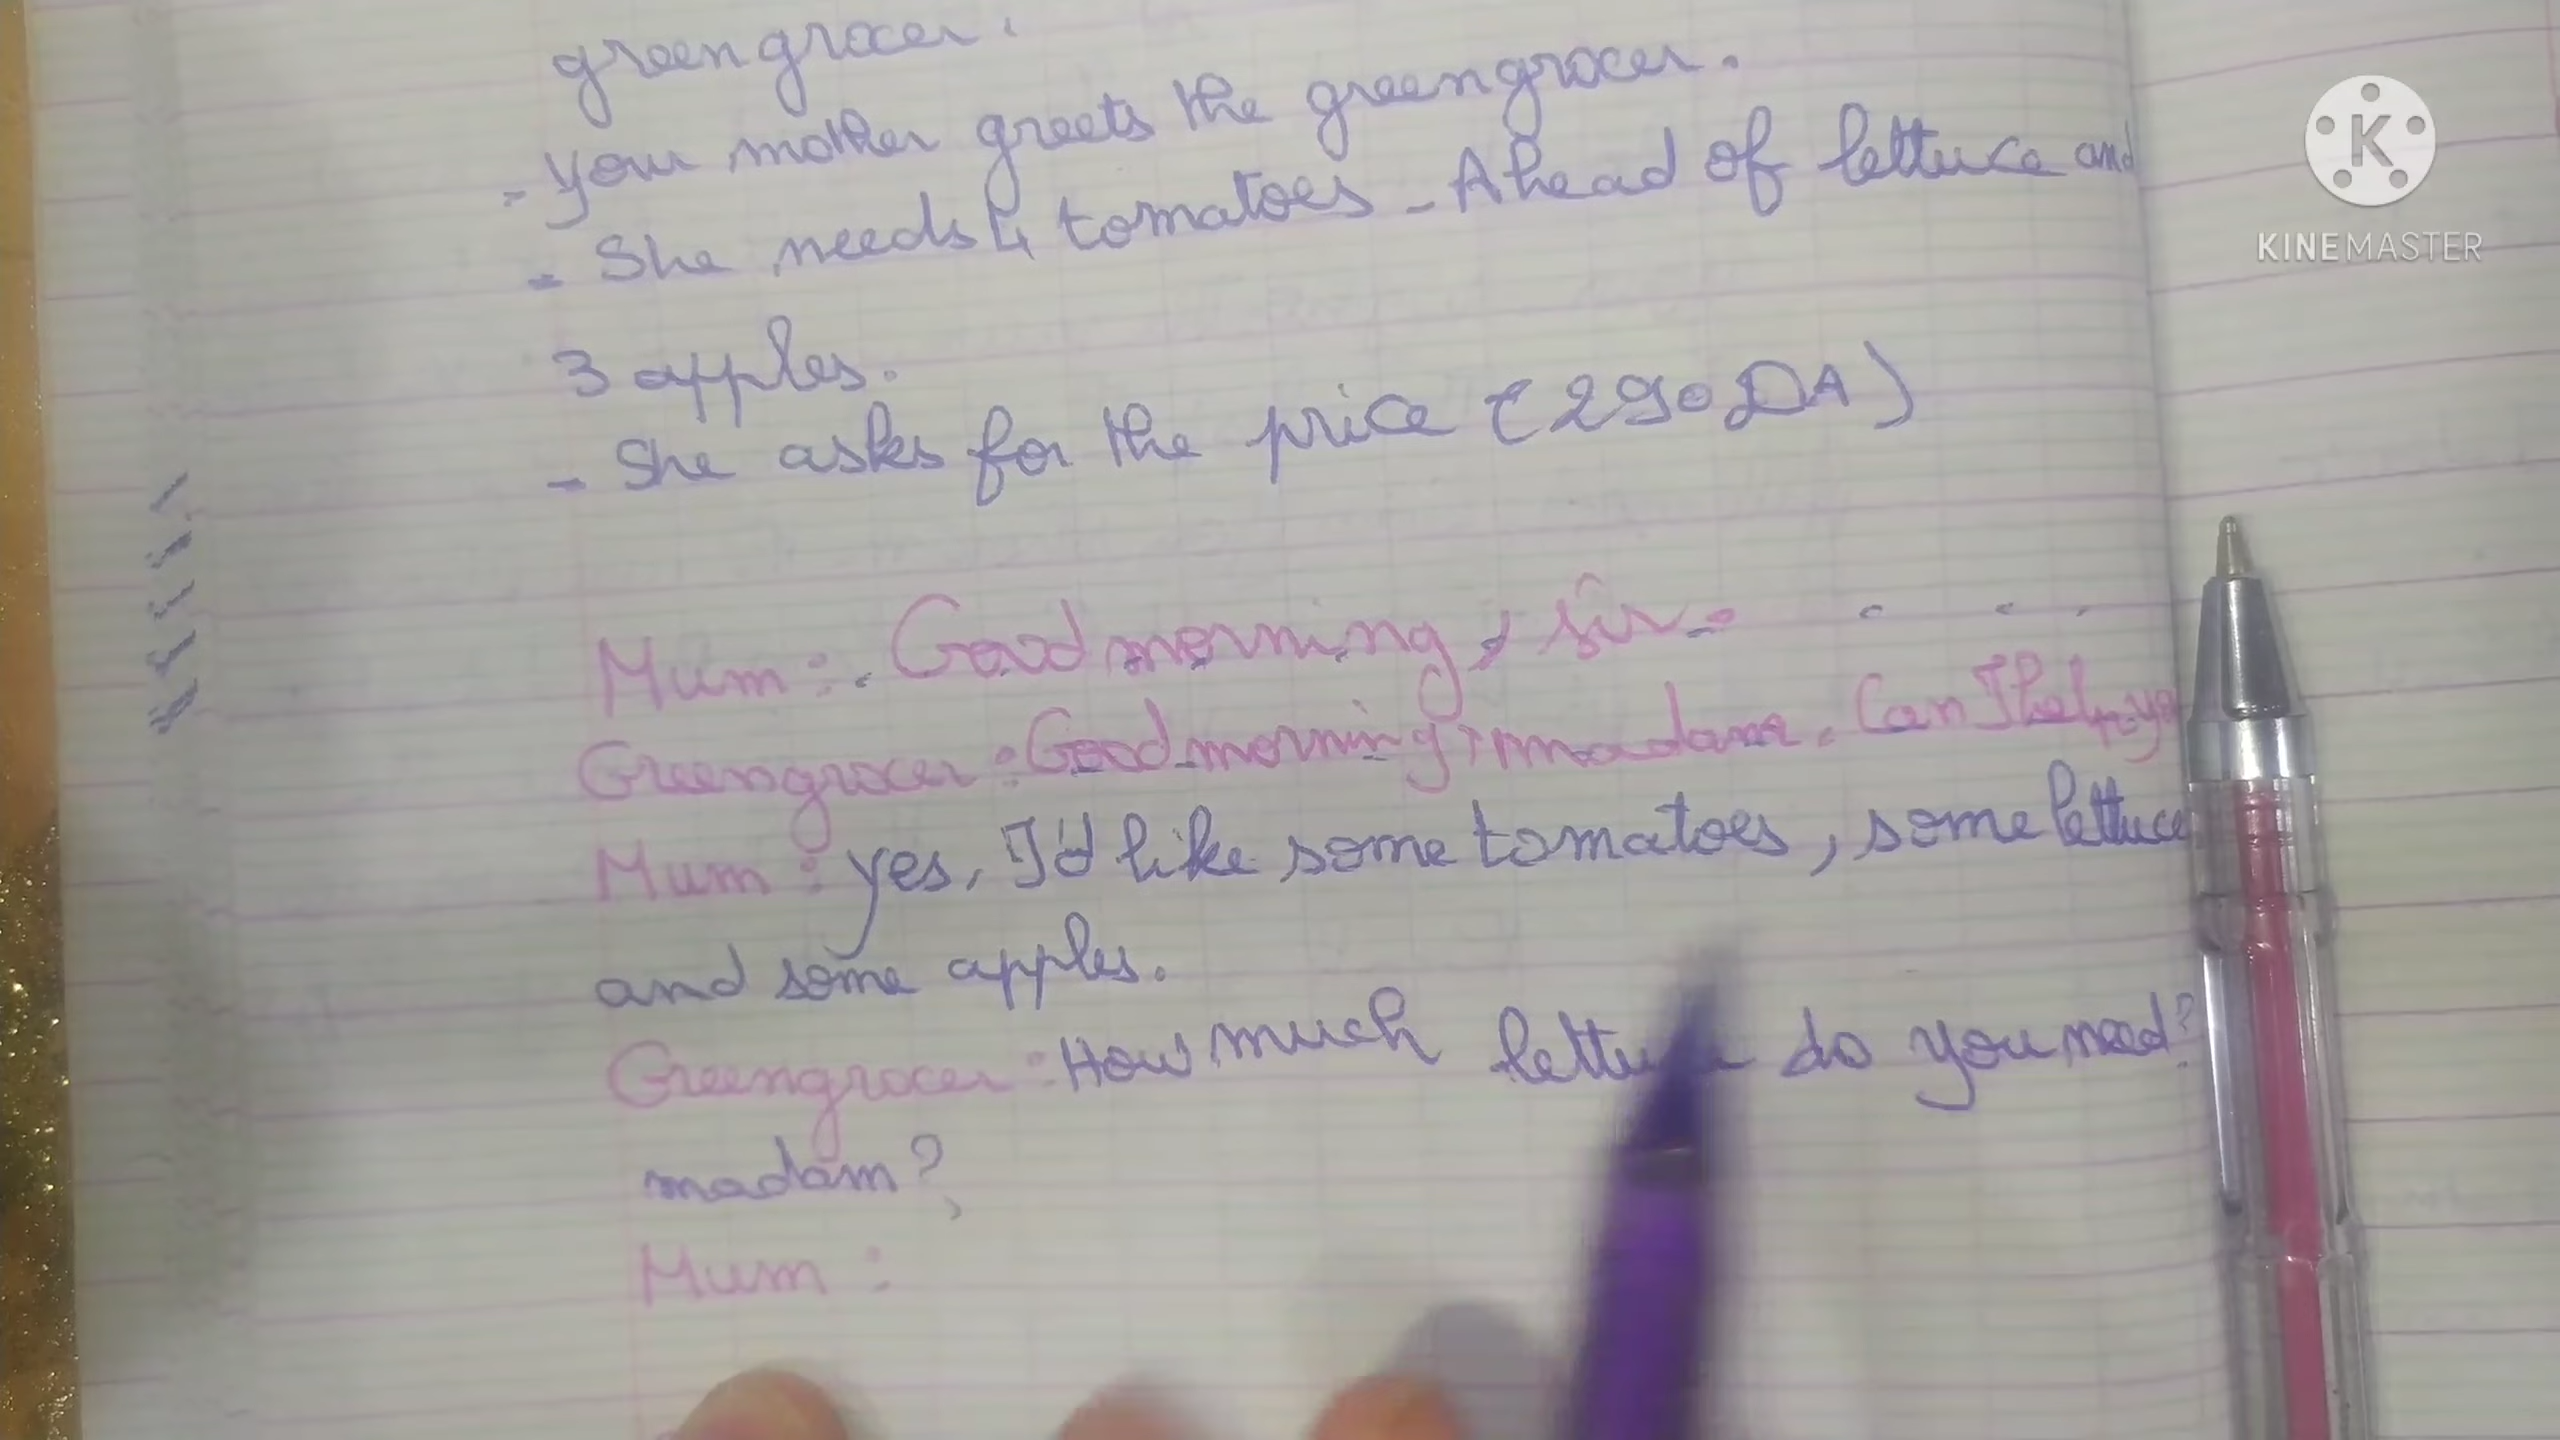 greengrocer.
- your mother greets the greengrocer.
- She needs 4 tomatoes - A head of lettuce and
3 apples.
- She asks for the price (290 DA)
Mum: Good morning, sir.
Greengrocer: Good morning, madam. Can I help
Mum: yes, I'd like some tomatoes, some lettuce
and some apples.
Greengrocer: How much lettuce do you need?
madam?
Mum:
K
KINEMASTER